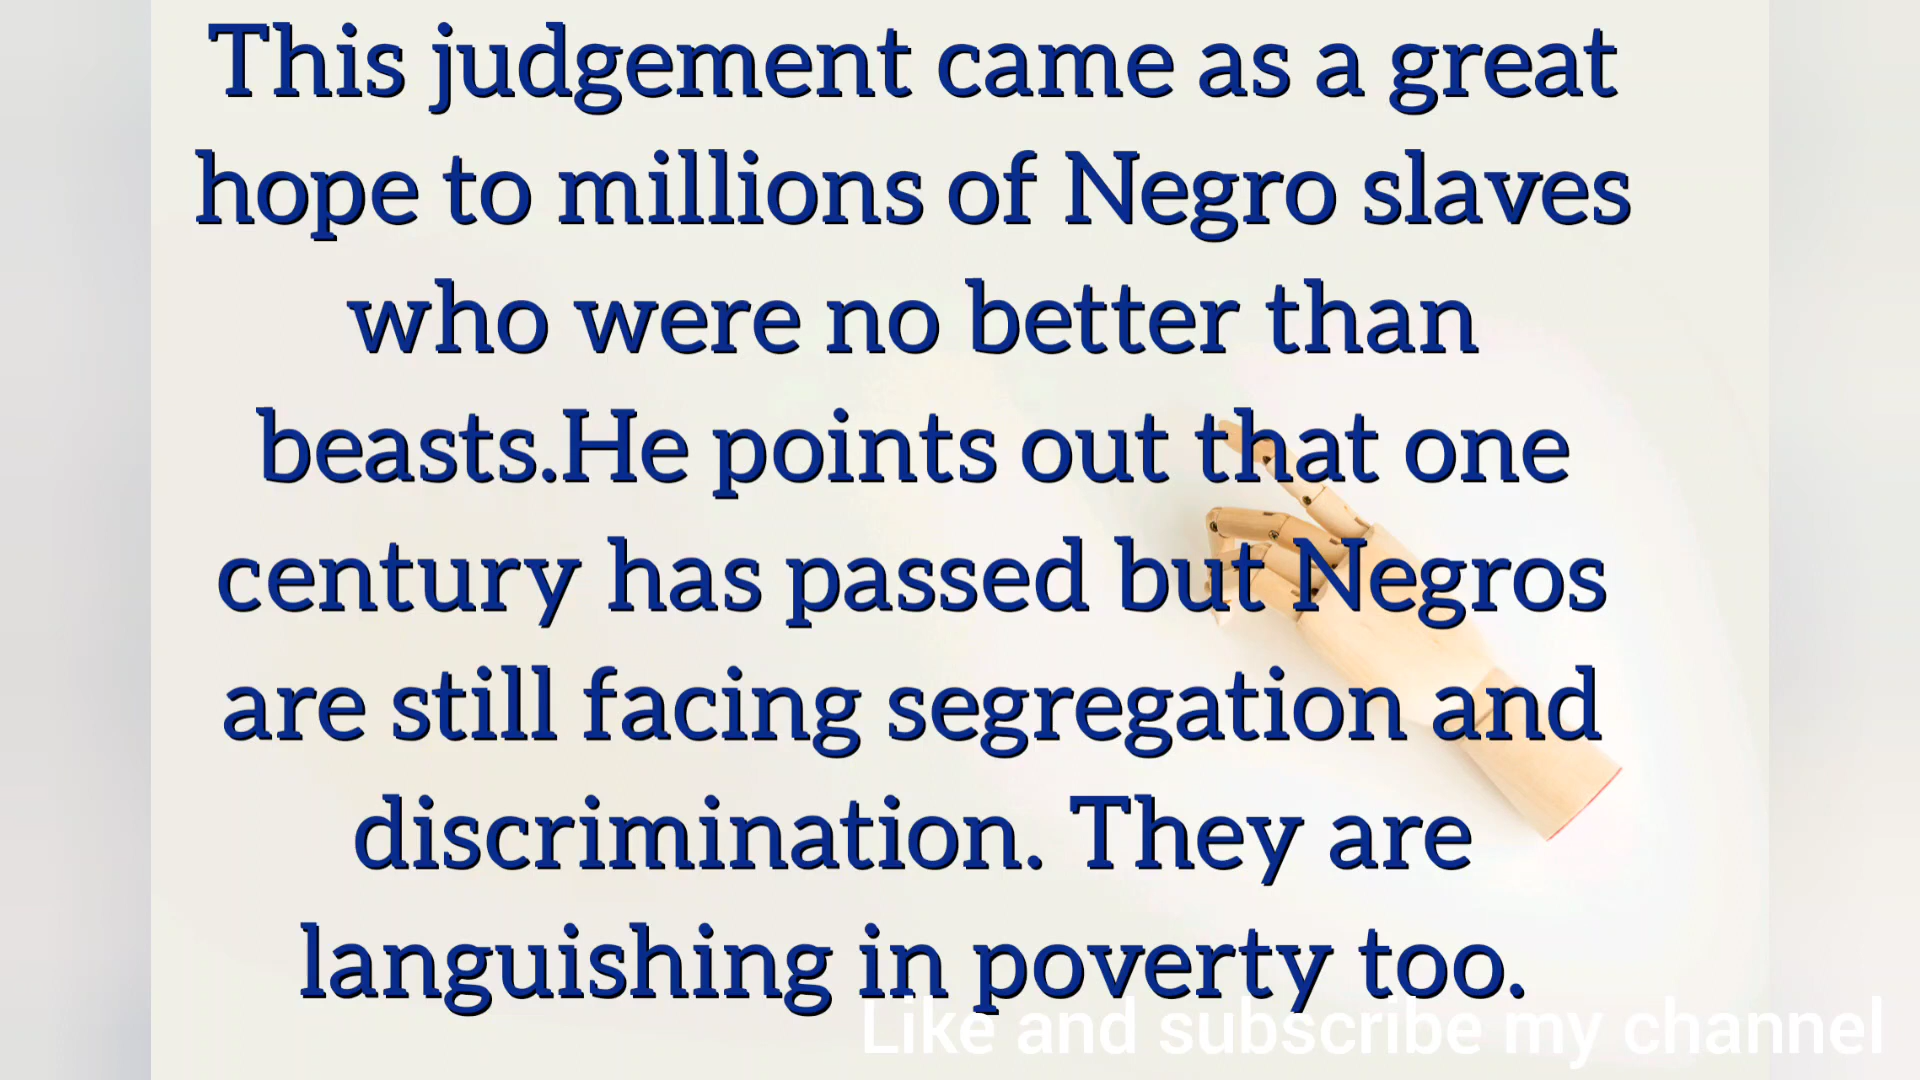 This judgement came as a great
hope to millions of Negro slaves
who were no better than
beasts.He points out that one
century has passed but Negros
are still facing segregation and
discrimination. They are
languishing in poverty too.
Like and subscribe my channel